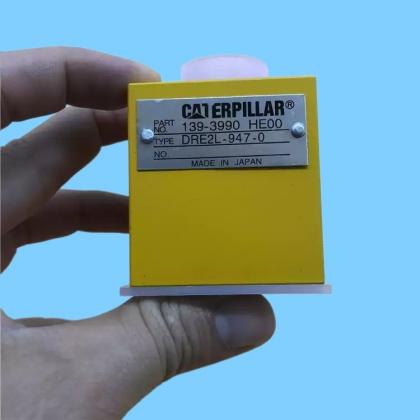 CATERPILLAR®
PART NO. 139-3990 HE00
TYPE DRE2L-947-0
NO.
MADE IN JAPAN